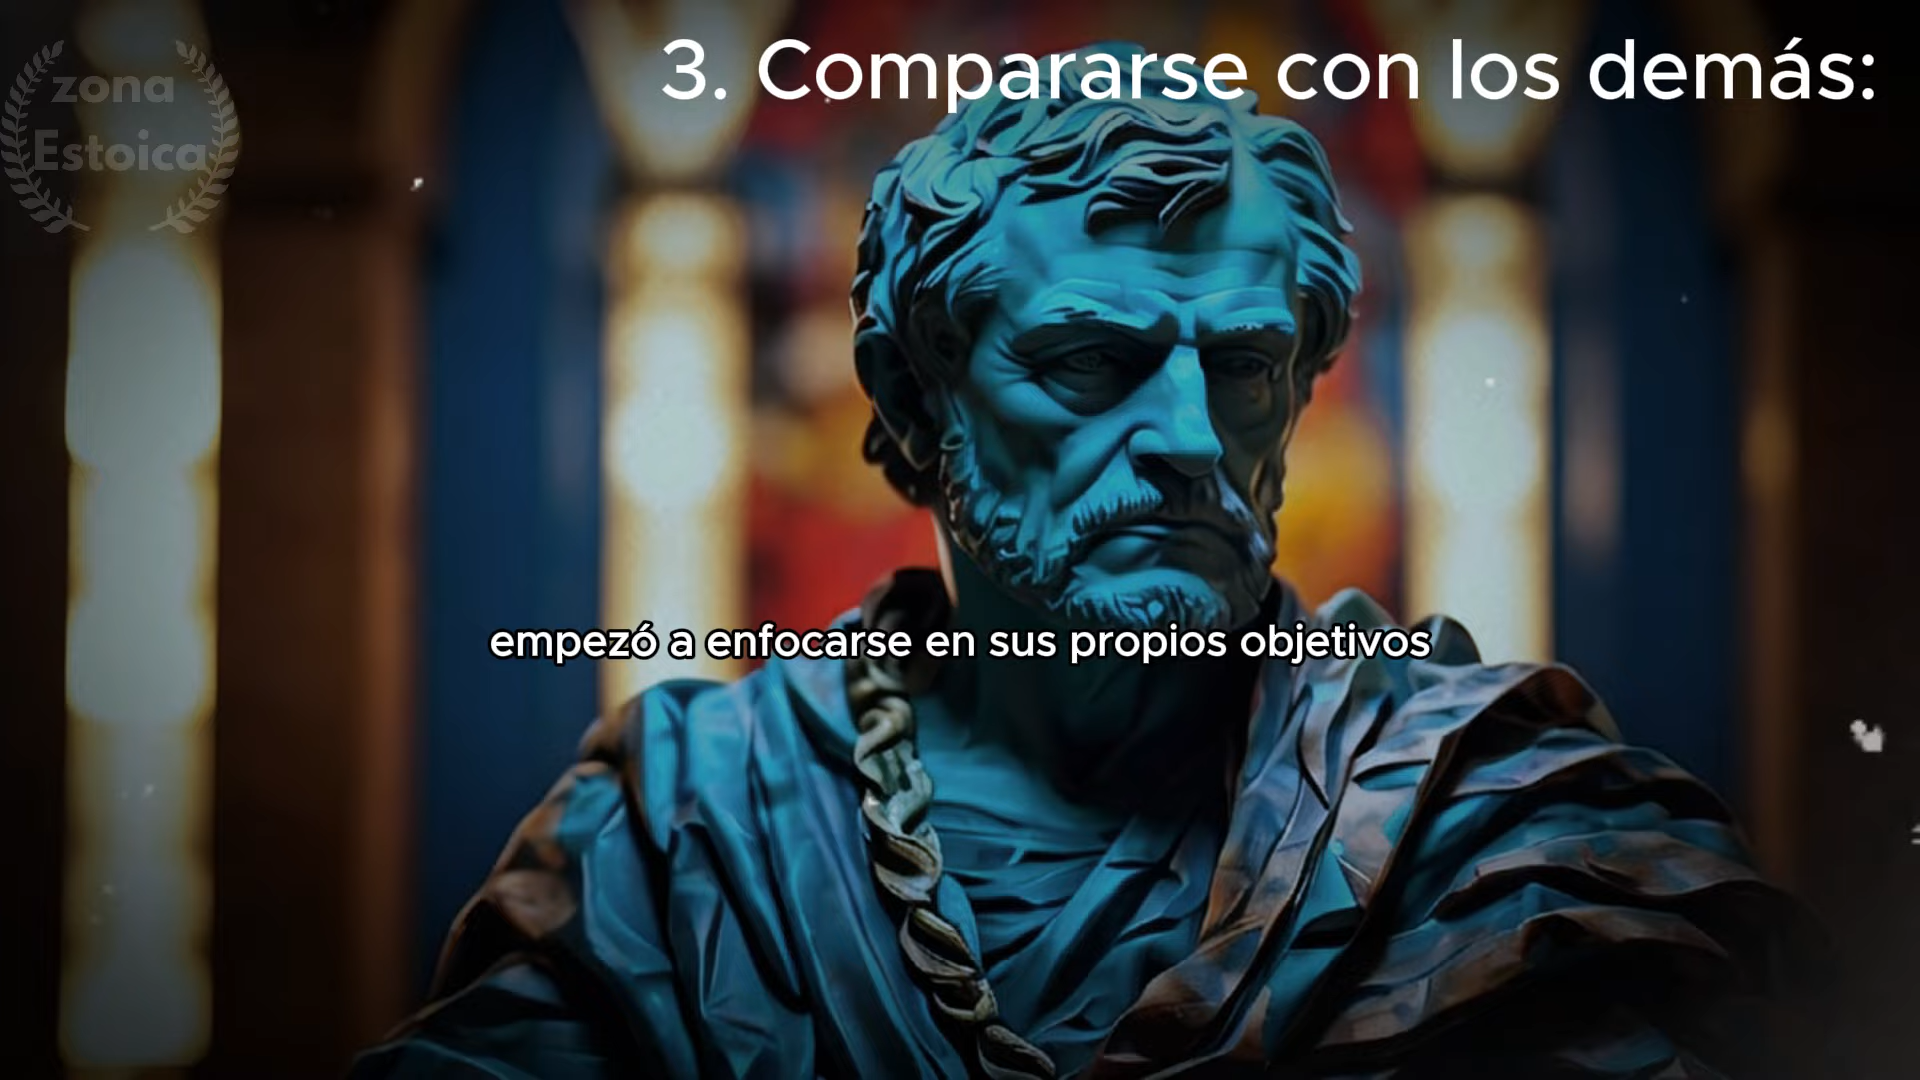 zona
Estoica
3. Compararse con los demás:
empezó a enfocarse en sus propios objetivos